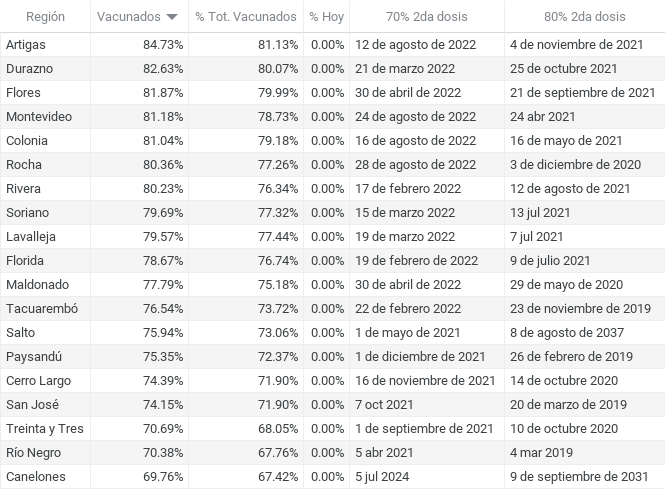 Región Vacunados % Tot. Vacunados % Hoy 70% 2da dosis 80% 2da dosis
Artigas 84.73% 81.13% 0.00% 12 de agosto de 2022 4 de noviembre de 2021
Durazno 82.63% 80.07% 0.00% 21 de marzo 2022 25 de octubre 2021
Flores 81.87% 79.99% 0.00% 30 de abril de 2022 21 de septiembre de 2021
Montevideo 81.18% 78.73% 0.00% 24 de agosto de 2022 24 abr 2021
Colonia 81.04% 79.18% 0.00% 16 de agosto de 2022 16 de mayo de 2021
Rocha 80.36% 77.26% 0.00% 28 de agosto de 2022 3 de diciembre de 2020
Rivera 80.23% 76.34% 0.00% 17 de febrero 2022 12 de agosto de 2021
Soriano 79.69% 77.32% 0.00% 15 de marzo 2022 13 jul 2021
Lavalleja 79.57% 77.44% 0.00% 19 de marzo 2022 7 jul 2021
Florida 78.67% 76.74% 0.00% 19 de febrero de 2022 9 de julio 2021
Maldonado 77.79% 75.18% 0.00% 30 de abril de 2022 29 de mayo de 2020
Tacuarembó 76.54% 73.72% 0.00% 22 de febrero 2022 23 de noviembre de 2019
Salto 75.94% 73.06% 0.00% 1 de mayo de 2021 8 de agosto de 2037
Paysandú 75.35% 72.37% 0.00% 1 de diciembre de 2021 26 de febrero de 2019
Cerro Largo 74.39% 71.90% 0.00% 16 de noviembre de 2021 14 de octubre 2020
San José 74.15% 71.90% 0.00% 7 oct 2021 20 de marzo de 2019
Treinta y Tres 70.69% 68.05% 0.00% 1 de septiembre de 2021 10 de octubre 2020
Río Negro 70.38% 67.76% 0.00% 5 abr 2021 4 mar 2019
Canelones 69.76% 67.42% 0.00% 5 jul 2024 9 de septiembre de 2031